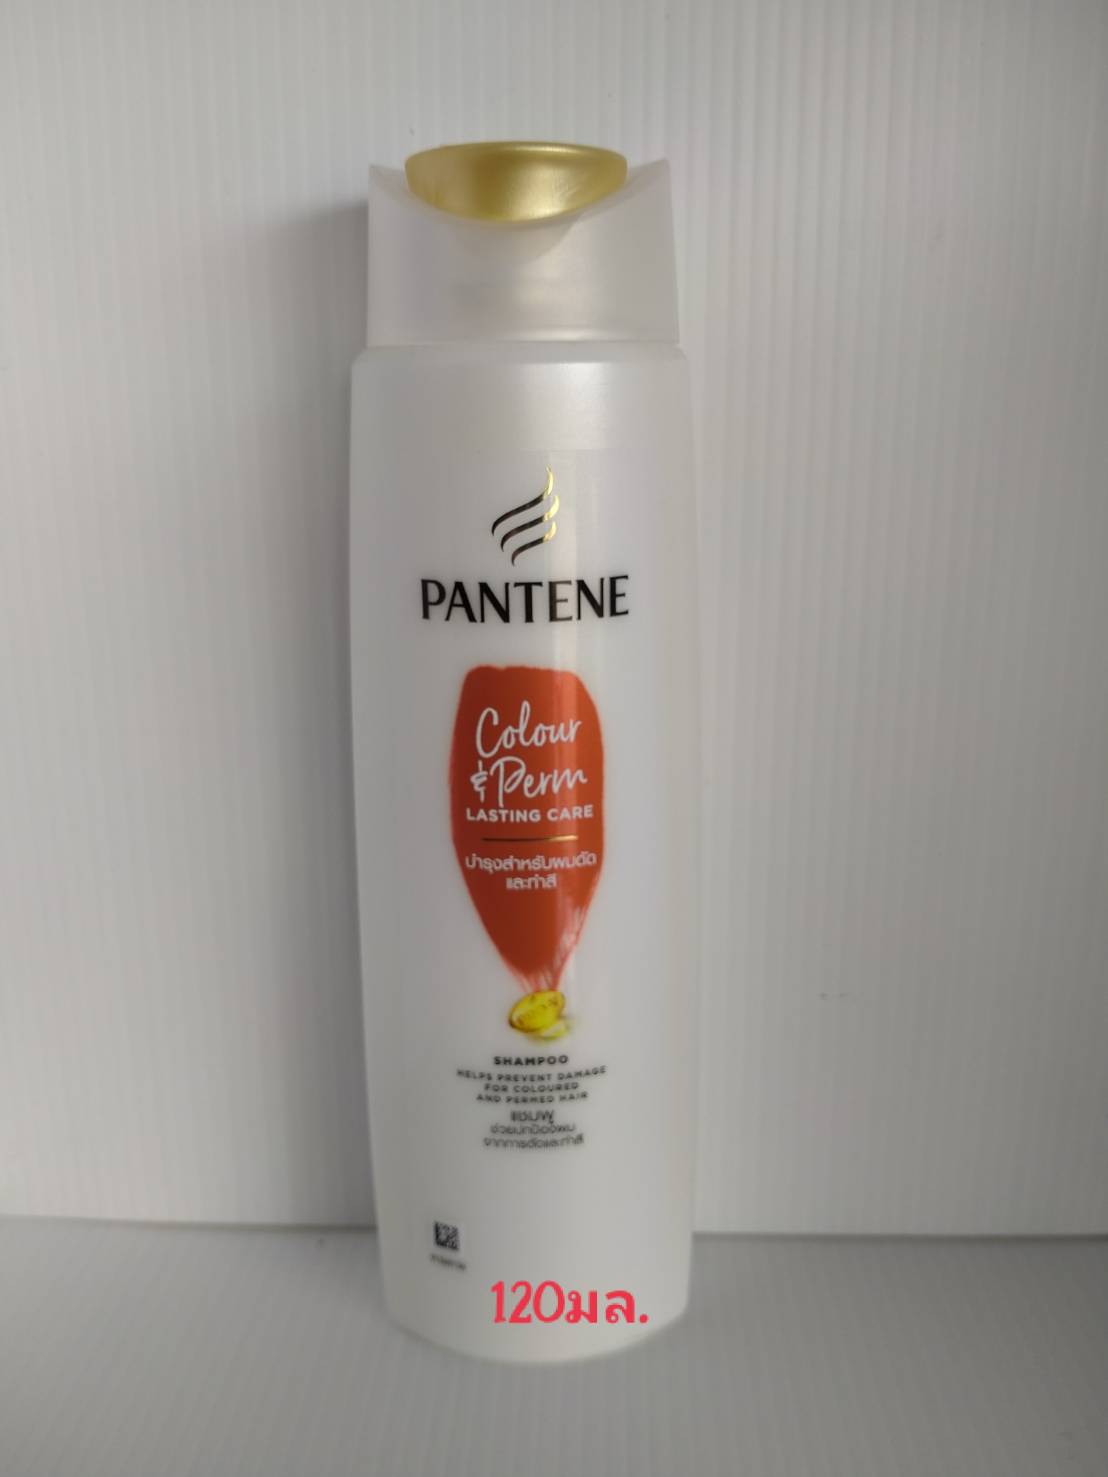 PANTENE
Colour
& Perm
LASTING CARE
บำรุงสำหรับผมดัด
และทำสี
SHAMPOO
HELPS PREVENT DAMAGE
FOR COLOURED
AND PERMED HAIR
แชมพู
ช่วยปกป้องผม
จากการดัดและทำสี
120มล.